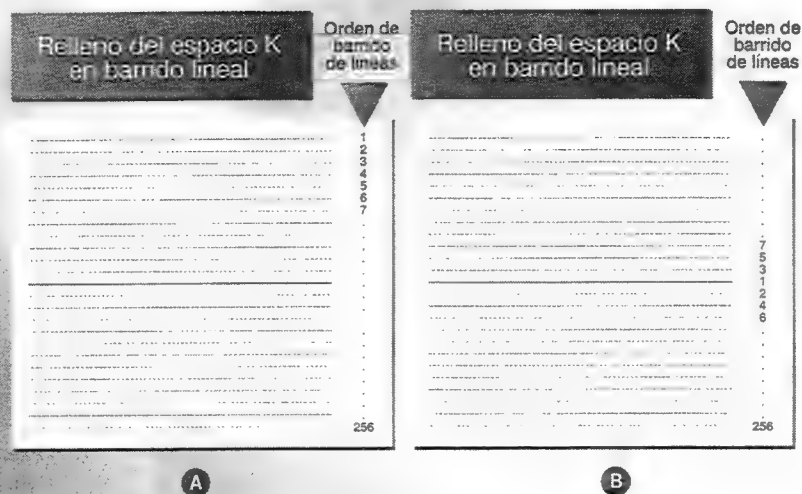 Relleno del espacio K
en barrido lineal
Orden de
barrido
de líneas
1
2
3
4
5
6
7
256
A
Relleno del espacio K
en barrido lineal
Orden de
barrido
de líneas
7
5
3
1
2
4
6
256
B